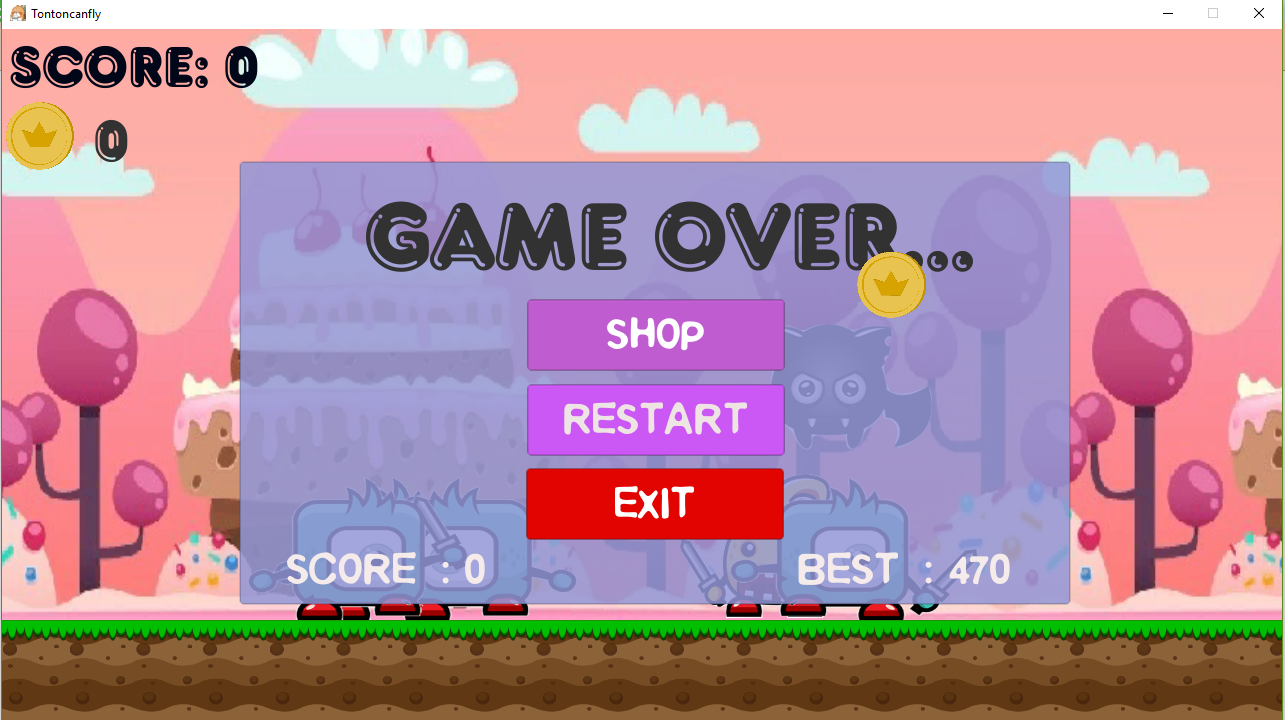 Tontoncanfly
SCORE: 0
0
GAME OVER...
SHOP
RESTART
EXIT
SCORE : 0
BEST : 470